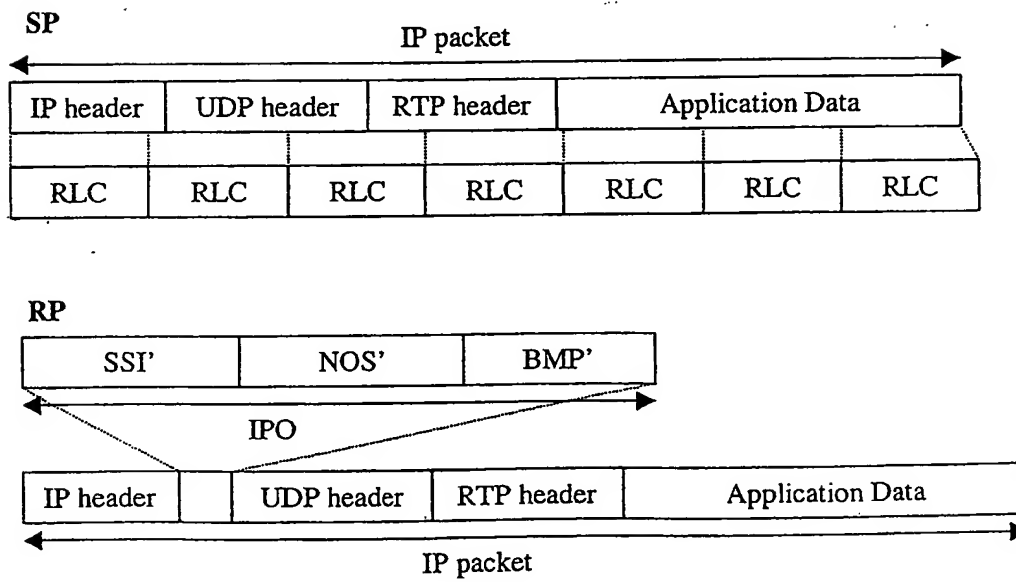 SP
IP packet
IP header UDP header RTP header Application Data
RLC RLC RLC RLC RLC RLC RLC
RP
SSI' NOS' BMP'
IPO
IP header UDP header RTP header Application Data
IP packet